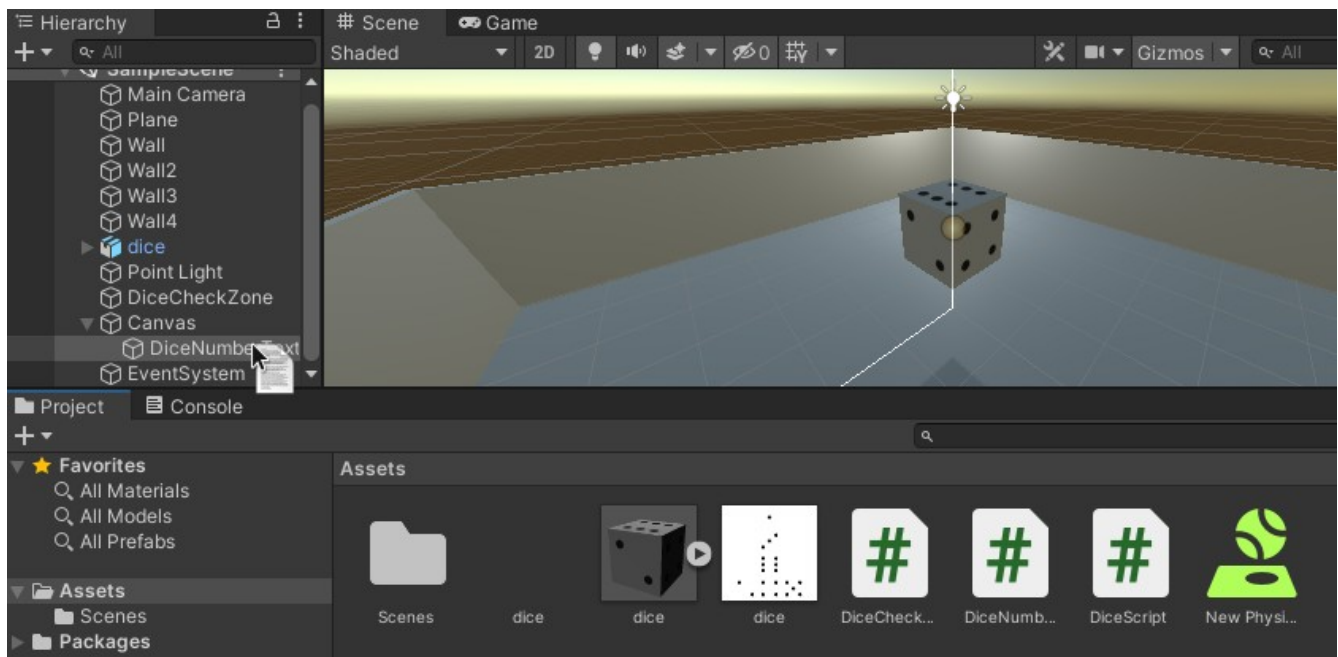 Hierarchy
# Scene
Game
All
Shaded
2D
0
Gizmos
All
SampleScene
Main Camera
Plane
Wall
Wall2
Wall3
Wall4
dice
Point Light
DiceCheckZone
Canvas
DiceNumberText
EventSystem
Project
Console
Favorites
All Materials
All Models
All Prefabs
Assets
Scenes
Packages
Assets
Scenes
dice
dice
dice
DiceCheck...
DiceNumb...
DiceScript
New Physi...